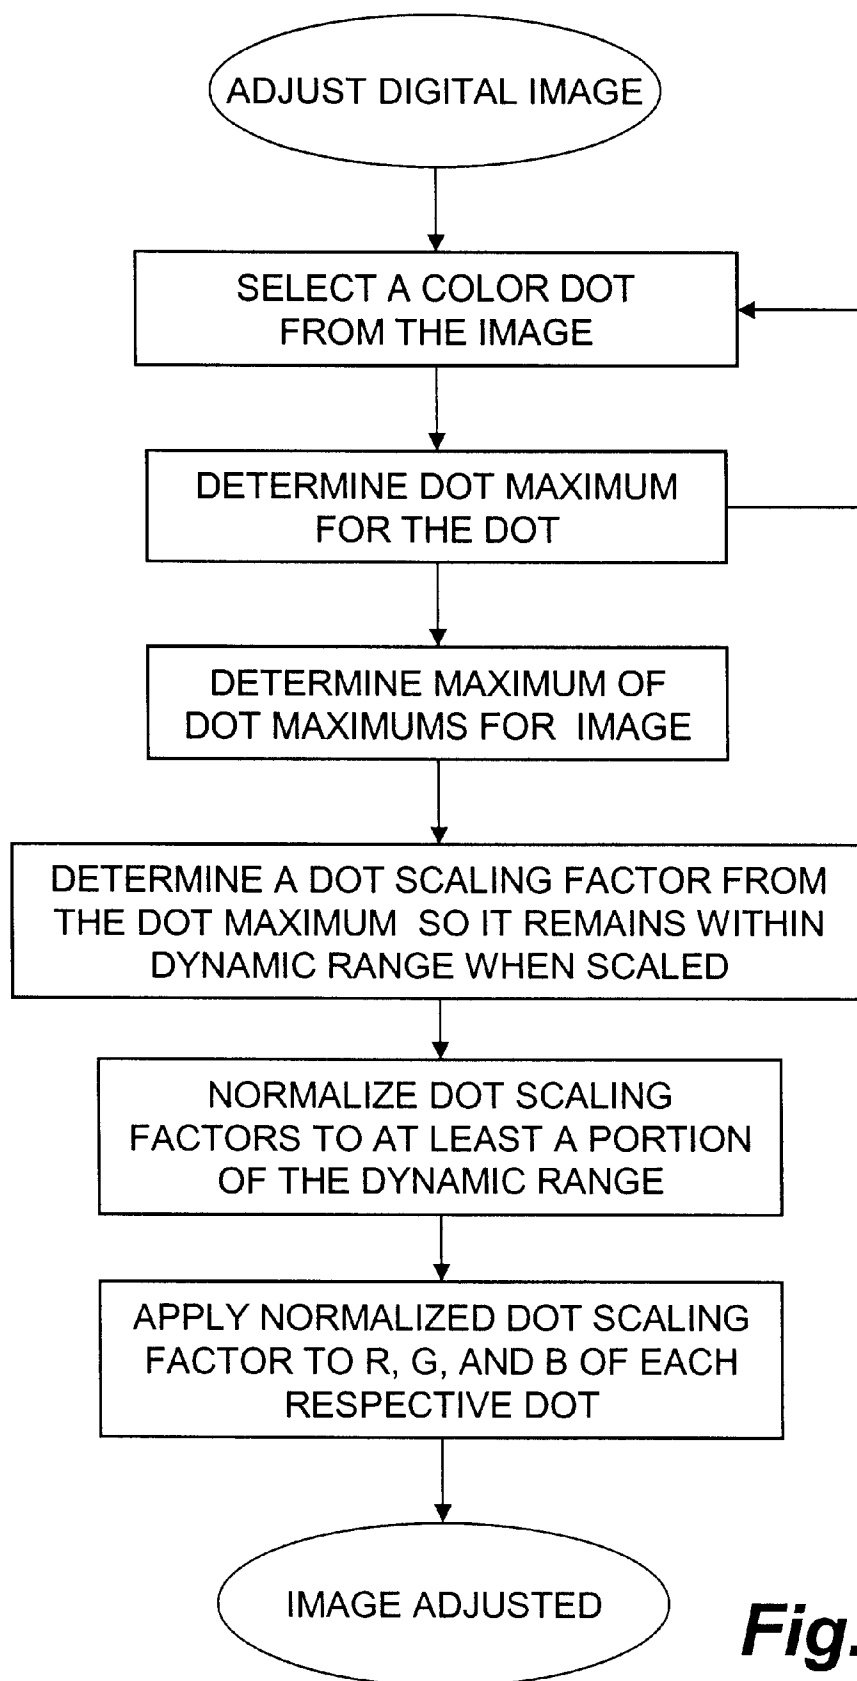 ADJUST DIGITAL IMAGE
SELECT A COLOR DOT
FROM THE IMAGE
DETERMINE DOT MAXIMUM
FOR THE DOT
DETERMINE MAXIMUM OF
DOT MAXIMUMS FOR IMAGE
DETERMINE A DOT SCALING FACTOR FROM
THE DOT MAXIMUM SO IT REMAINS WITHIN
DYNAMIC RANGE WHEN SCALED
NORMALIZE DOT SCALING
FACTORS TO AT LEAST A PORTION
OF THE DYNAMIC RANGE
APPLY NORMALIZED DOT SCALING
FACTOR TO R, G, AND B OF EACH
RESPECTIVE DOT
IMAGE ADJUSTED
Fig.